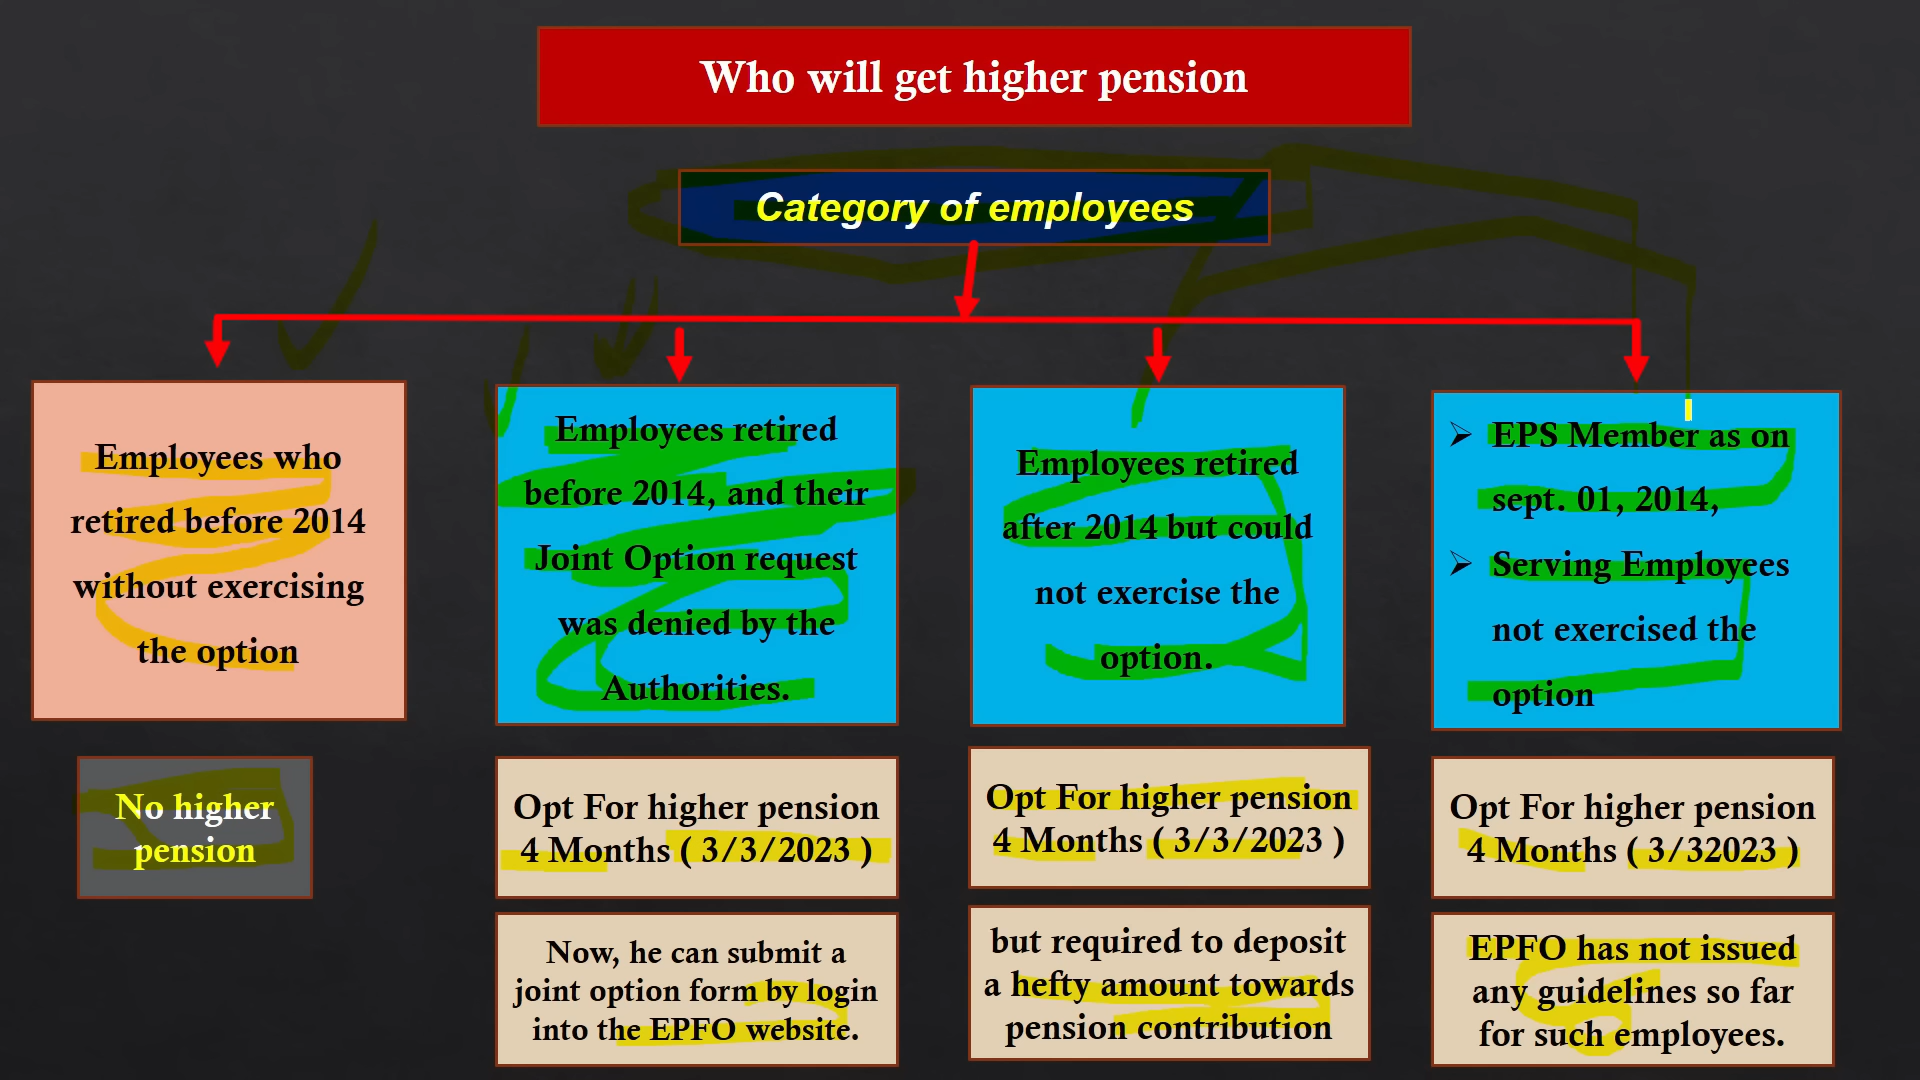 Who will get higher pension
Category of employees
Employees who
retired before 2014
without exercising
the option
No higher
pension
Employees retired
before 2014, and their
Joint Option request
was denied by the
Authorities.
Opt For higher pension
4 Months ( 3/3/2023 )
Now, he can submit a
joint option form by login
into the EPFO website.
Employees retired
after 2014 but could
not exercise the
option.
Opt For higher pension
4 Months ( 3/3/2023 )
but required to deposit
a hefty amount towards
pension contribution
➢ EPS Member as on
sept. 01, 2014,
➢ Serving Employees
not exercised the
option
Opt For higher pension
4 Months ( 3/32023 )
EPFO has not issued
any guidelines so far
for such employees.